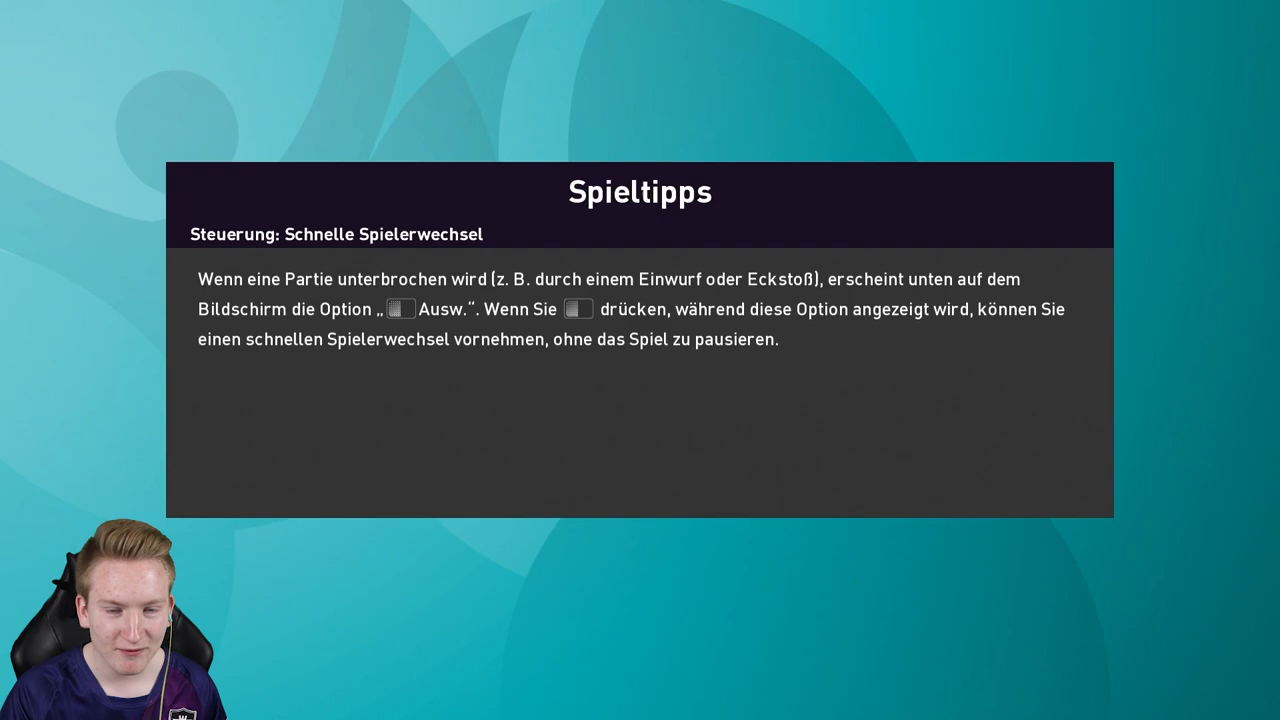 Spieltipps
Steuerung: Schnelle Spielerwechsel
Wenn eine Partie unterbrochen wird (z. B. durch einem Einwurf oder Eckstoß), erscheint unten auf dem
Bildschirm die Option „ Ausw.“. Wenn Sie drücken, während diese Option angezeigt wird, können Sie
einen schnellen Spielerwechsel vornehmen, ohne das Spiel zu pausieren.
W